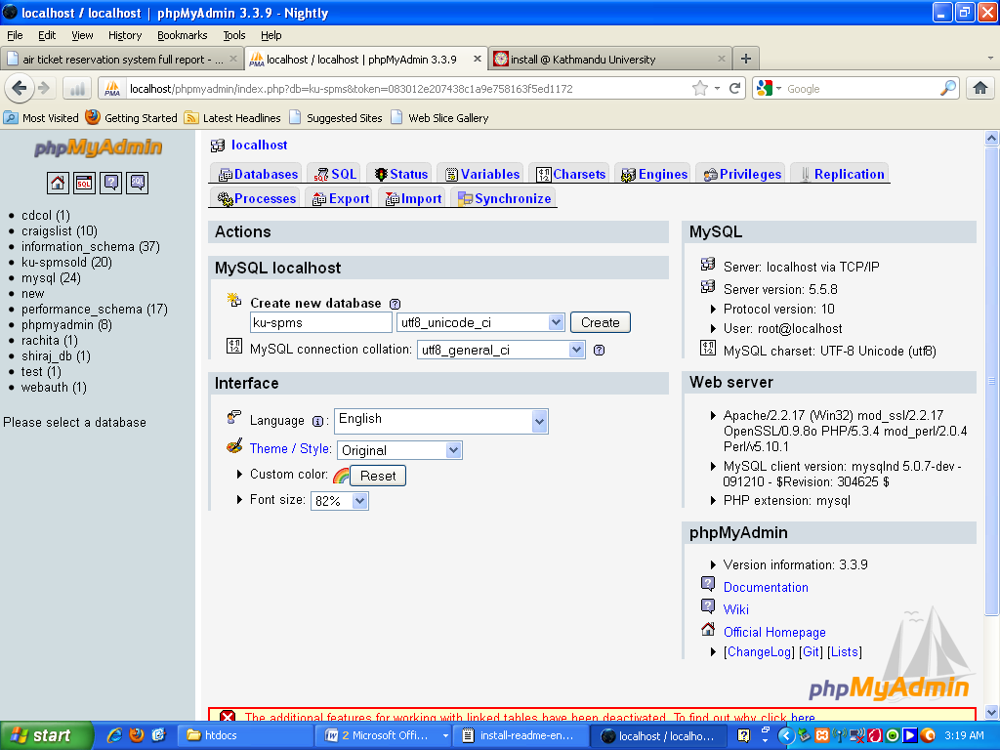 localhost / localhost | phpMyAdmin 3.3.9 - Nightly
File Edit View History Bookmarks Tools Help
air ticket reservation system full report - ...
localhost / localhost | phpMyAdmin 3.3.9
install @ Kathmandu University
localhost/phpmyadmin/index.php?db=ku-spms&token=083012e207438c1a9e758163f5ed1172
Google
Most Visited Getting Started Latest Headlines Suggested Sites Web Slice Gallery
phpMyAdmin
SQL
cdcol (1)
craigslist (10)
information_schema (37)
ku-spmsold (20)
mysql (24)
new
performance_schema (17)
phpmyadmin (8)
rachita (1)
shiraj_db (1)
test (1)
webauth (1)
Please select a database
localhost
Databases SQL Status Variables Charsets Engines Privileges Replication
Processes Export Import Synchronize
Actions
MySQL localhost
Create new database
ku-spms utf8_unicode_ci Create
MySQL connection collation: utf8_general_ci
Interface
Language : English
Theme / Style: Original
Custom color: Reset
Font size: 82%
MySQL
Server: localhost via TCP/IP
Server version: 5.5.8
Protocol version: 10
User: root@localhost
MySQL charset: UTF-8 Unicode (utf8)
Web server
Apache/2.2.17 (Win32) mod_ssl/2.2.17
OpenSSL/0.9.8o PHP/5.3.4 mod_perl/2.0.4
Perl/v5.10.1
MySQL client version: mysqlnd 5.0.7-dev -
091210 - $Revision: 304625 $
PHP extension: mysql
phpMyAdmin
Version information: 3.3.9
Documentation
Wiki
Official Homepage
[ChangeLog] [Git] [Lists]
phpMyAdmin
The additional features for working with linked tables have been deactivated. To find out why click here.
start
htdocs
2 Microsoft Offi...
install-readme-en...
localhost / localho...
3:19 AM